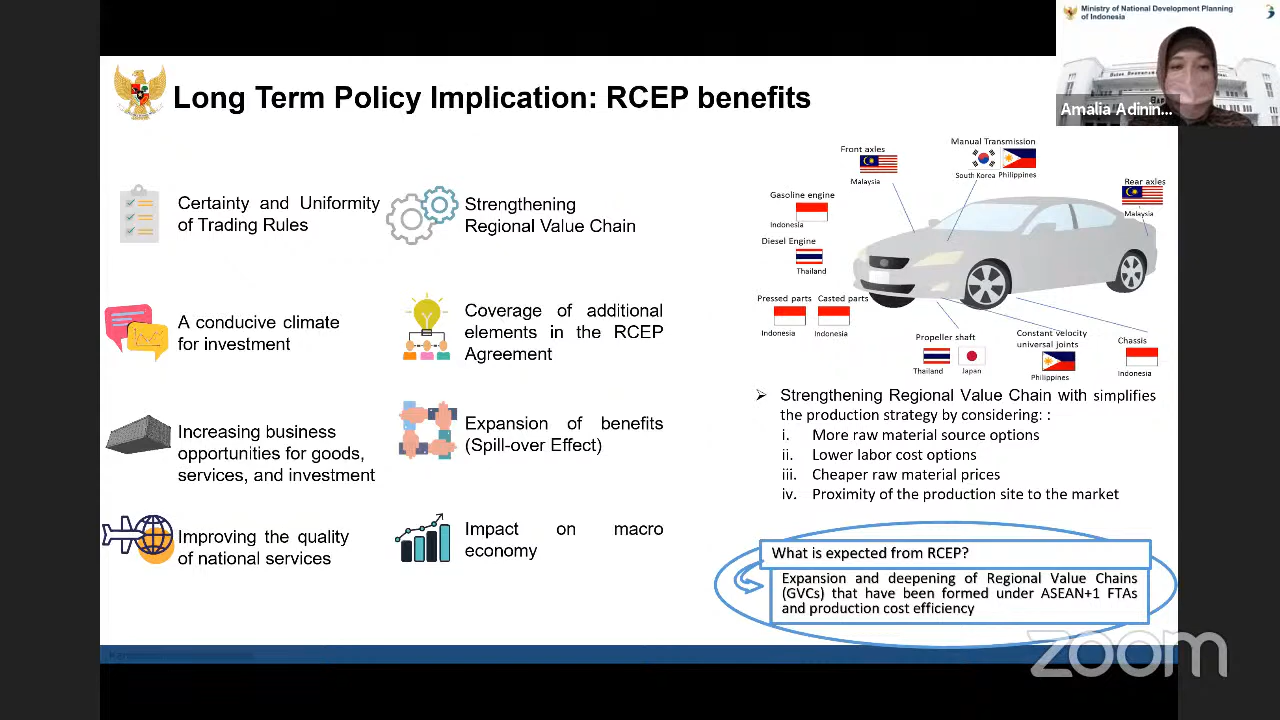 Ministry of National Development Planning
of Indonesia
Amalia Adinin...
Long Term Policy Implication: RCEP benefits
Certainty and Uniformity
of Trading Rules
A conducive climate
for investment
Increasing business
opportunities for goods,
services, and investment
Improving the quality
of national services
Strengthening
Regional Value Chain
Coverage of additional
elements in the RCEP
Agreement
Expansion of benefits
(Spill-over Effect)
Impact on macro
economy
Front axles
Malaysia
Manual Transmission
South Korea Philippines
Rear axles
Malaysia
Gasoline engine
Indonesia
Diesel Engine
Thailand
Pressed parts Casted parts
Indonesia Indonesia
Propeller shaft
Thailand Japan
Constant velocity
universal joints
Philippines
Chassis
Indonesia
➢ Strengthening Regional Value Chain with simplifies
the production strategy by considering: :
i. More raw material source options
ii. Lower labor cost options
iii. Cheaper raw material prices
iv. Proximity of the production site to the market
What is expected from RCEP?
Expansion and deepening of Regional Value Chains
(GVCs) that have been formed under ASEAN+1 FTAs
and production cost efficiency
zoom